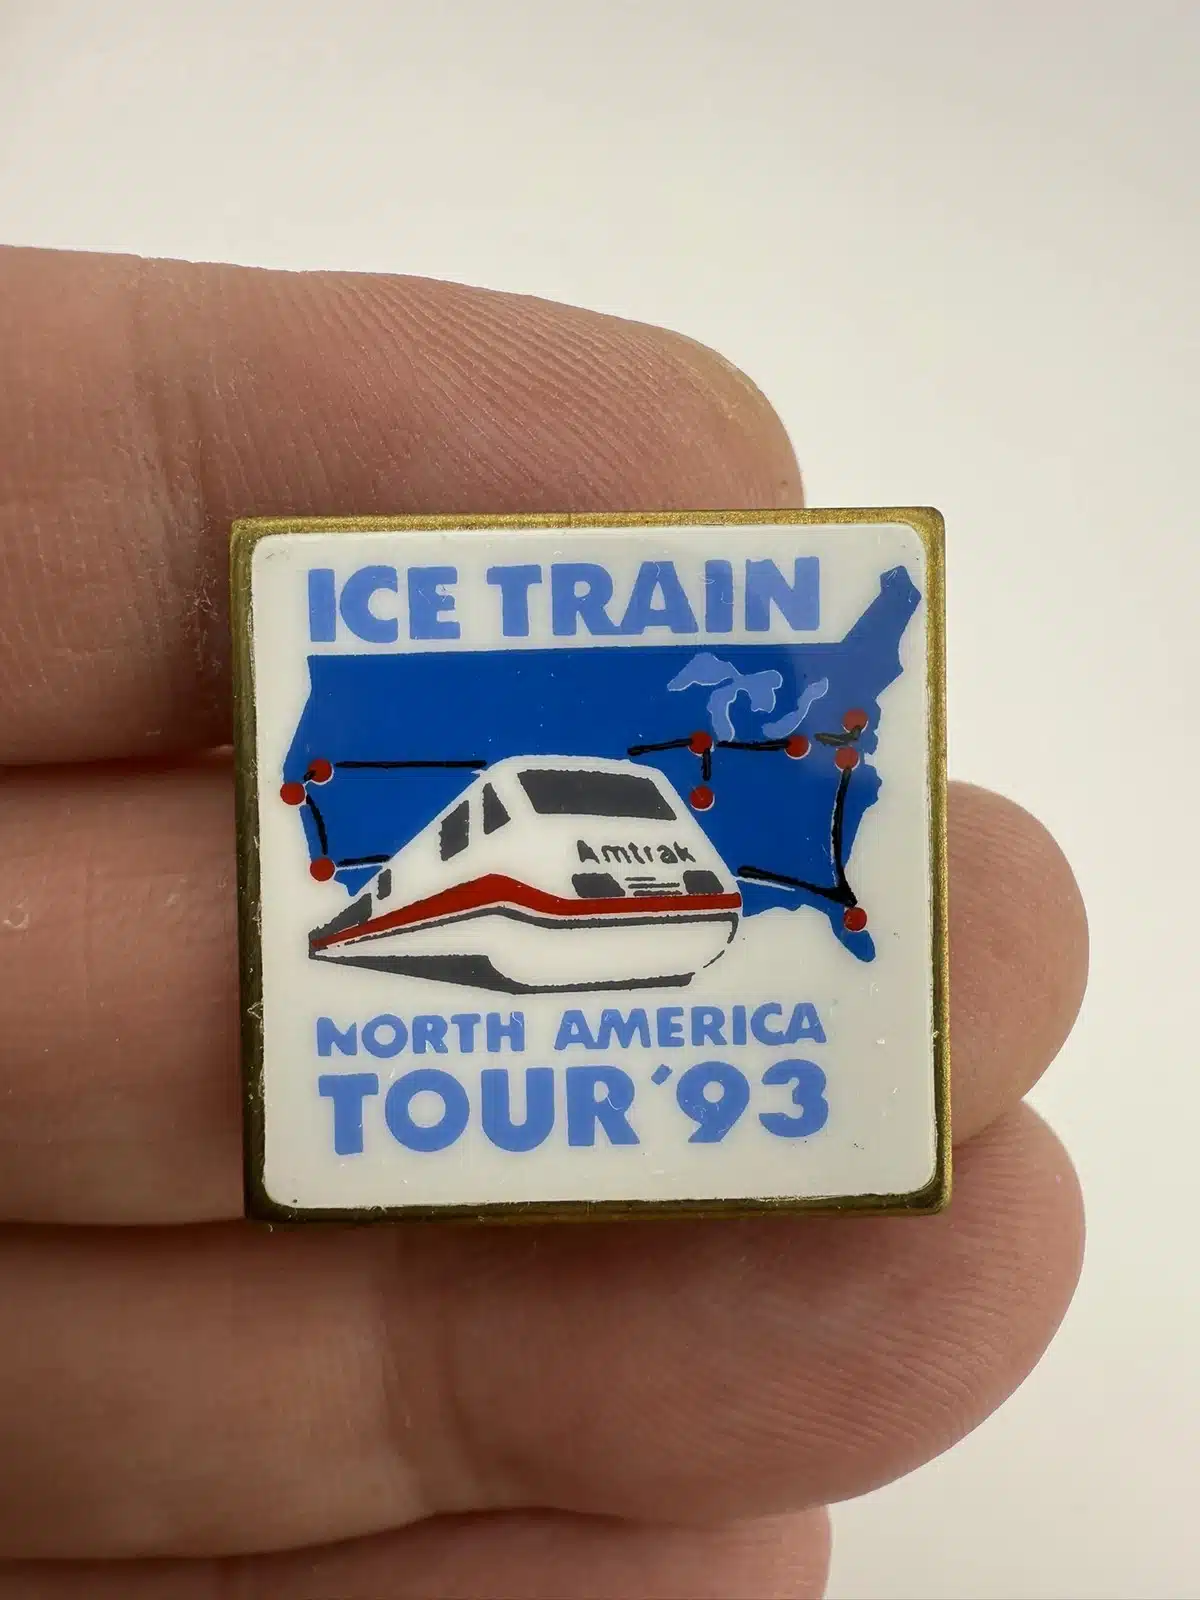 ICE TRAIN
Amtrak
NORTH AMERICA
TOUR '93